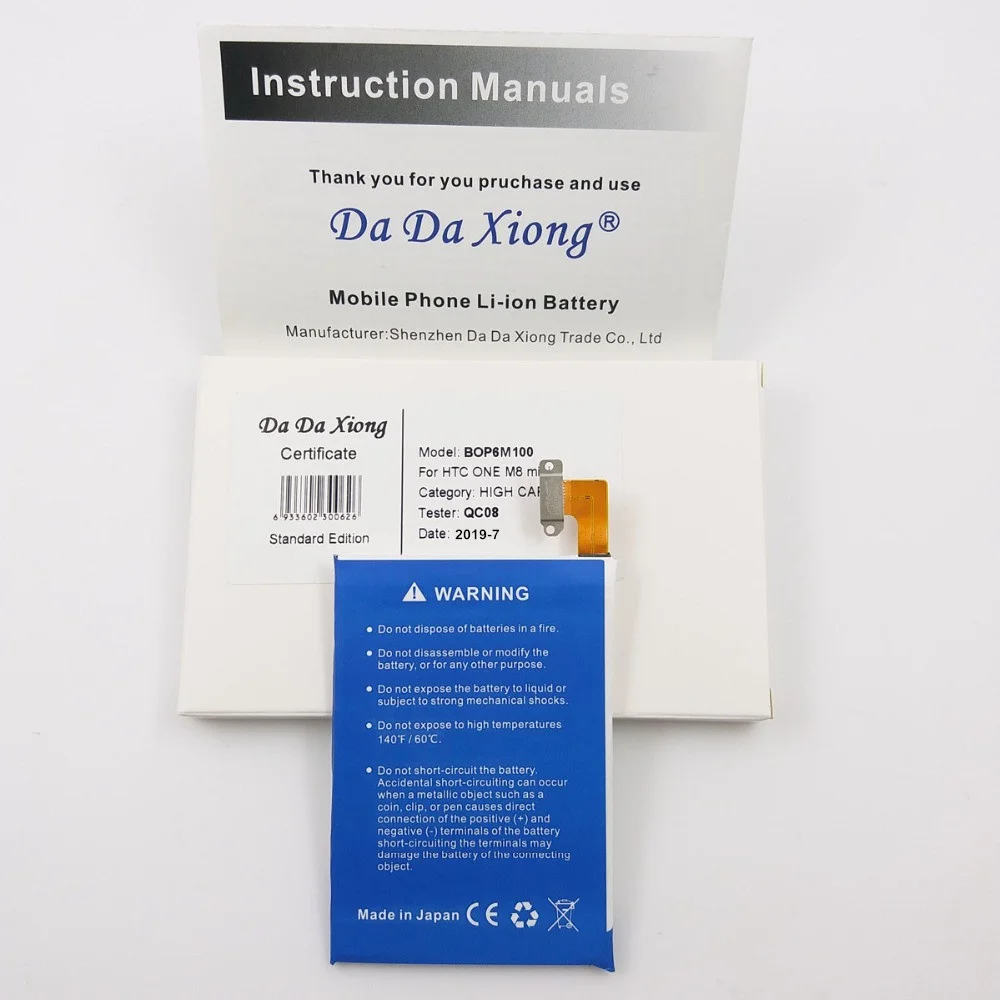 Instruction Manuals
Thank you for you pruchase and use
Da Da Xiong®
Mobile Phone Li-ion Battery
Manufacturer:Shenzhen Da Da Xiong Trade Co., Ltd
Da Da Xiong
Certificate
6 933602 300626
Standard Edition
Model: BOP6M100
For HTC ONE M8
Category: HIGH
Tester: QC08
Date: 2019-7
WARNING
• Do not dispose of batteries in a fire.
• Do not disassemble or modify the
battery, or for any other purpose.
• Do not expose the battery to liquid or
subject to strong mechanical shocks.
• Do not expose to high temperatures
140℉ / 60℃.
• Do not short-circuit the battery.
Accidental short-circuiting can occur
when a metallic object such as a
coin, clip, or pen causes direct
connection of the positive (+) and
negative (-) terminals of the battery
short-circuiting the terminals may
damage the battery of the connecting
object.
Made in Japan CE